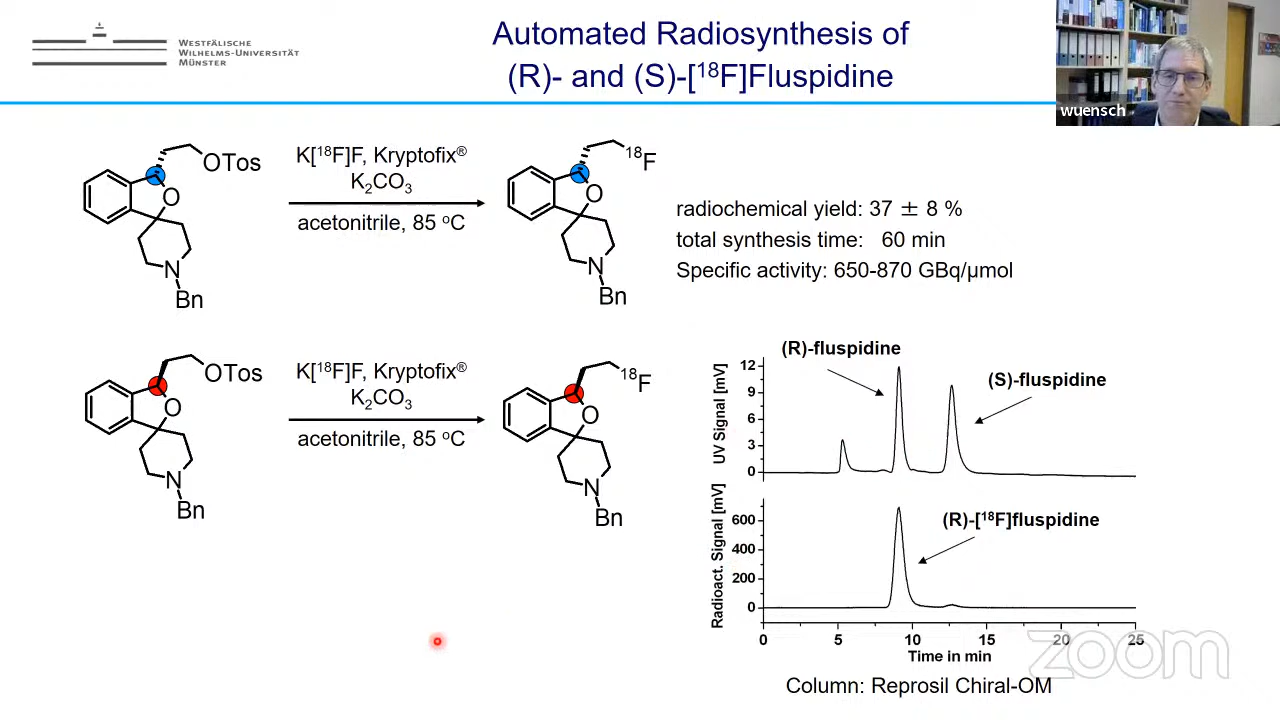 WESTFÄLISCHE
WILHELMS-UNIVERSITÄT
MÜNSTER
Automated Radiosynthesis of
(R)- and (S)-[¹⁸F]Fluspidine
wuensch
OTos
O
N
Bn
K[¹⁸F]F, Kryptofix®
K₂CO₃
acetonitrile, 85 °C
¹⁸F
O
N
Bn
radiochemical yield: 37 ± 8 %
total synthesis time: 60 min
Specific activity: 650-870 GBq/µmol
OTos
O
N
Bn
K[¹⁸F]F, Kryptofix®
K₂CO₃
acetonitrile, 85 °C
¹⁸F
O
N
Bn
(R)-fluspidine
(S)-fluspidine
UV Signal [mV]
12
9
6
3
0
(R)-[¹⁸F]fluspidine
Radioact. Signal [mV]
600
400
200
0
0 5 10 15 20 25
Time in min
zoom
Column: Reprosil Chiral-OM